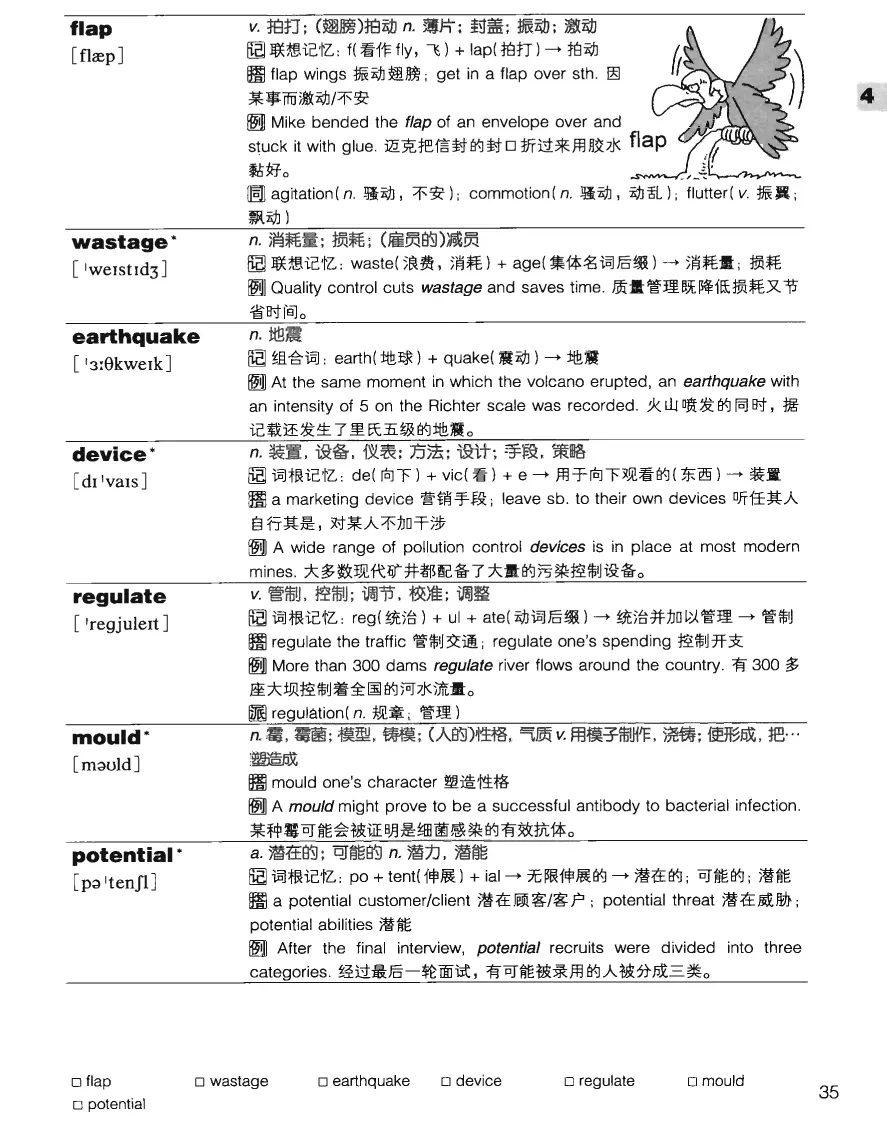 flap
[flæp]
v. 拍打；(翅膀)拍动 n. 薄片；封盖；振动；激动
[记] 联想记忆：f(看作 fly，飞) + lap(拍打) → 拍动
[搭] flap wings 振动翅膀；get in a flap over sth. 因
某事而激动/不安
[例] Mike bended the flap of an envelope over and
stuck it with glue. 迈克把信封的封口折过来用胶水
黏好。
[同] agitation(n. 骚动，不安)；commotion(n. 骚动，动乱)；flutter(v. 振翼；
飘动)
flap
4
wastage*
[ˈweɪstɪdʒ]
n. 消耗量；损耗；(雇员的)减员
[记] 联想记忆：waste(浪费，消耗) + age(集体名词后缀) → 消耗量；损耗
[例] Quality control cuts wastage and saves time. 质量管理既降低损耗又节
省时间。
earthquake
[ˈɜːθkweɪk]
n. 地震
[记] 组合词：earth(地球) + quake(震动) → 地震
[例] At the same moment in which the volcano erupted, an earthquake with
an intensity of 5 on the Richter scale was recorded. 火山喷发的同时，据
记载还发生了里氏五级的地震。
device*
[dɪˈvaɪs]
n. 装置，设备，仪表；方法；设计；手段，策略
[记] 词根记忆：de(向下) + vic(看) + e → 用于向下观看的(东西) → 装置
[搭] a marketing device 营销手段；leave sb. to their own devices 听任某人
自行其是，对某人不加干涉
[例] A wide range of pollution control devices is in place at most modern
mines. 大多数现代矿井都配备了大量的污染控制设备。
regulate
[ˈreɡjuleɪt]
v. 管制，控制；调节，校准；调整
[记] 词根记忆：reg(统治) + ul + ate(动词后缀) → 统治并加以管理 → 管制
[搭] regulate the traffic 管制交通；regulate one's spending 控制开支
[例] More than 300 dams regulate river flows around the country. 有 300 多
座大坝控制着全国的河水流量。
[派] regulation(n. 规章；管理)
mould*
[məʊld]
n. 霉，霉菌；模型，铸模；(人的)性格，气质 v. 用模子制作，浇铸；使形成，把…
塑造成
[搭] mould one's character 塑造性格
[例] A mould might prove to be a successful antibody to bacterial infection.
某种霉可能会被证明是细菌感染的有效抗体。
potential*
[pəˈtenʃl]
a. 潜在的；可能的 n. 潜力，潜能
[记] 词根记忆：po + tent(伸展) + ial → 无限伸展的 → 潜在的；可能的；潜能
[搭] a potential customer/client 潜在顾客/客户；potential threat 潜在威胁；
potential abilities 潜能
[例] After the final interview, potential recruits were divided into three
categories. 经过最后一轮面试，有可能被录用的人被分成三类。
□ flap □ wastage □ earthquake □ device □ regulate □ mould
□ potential
35